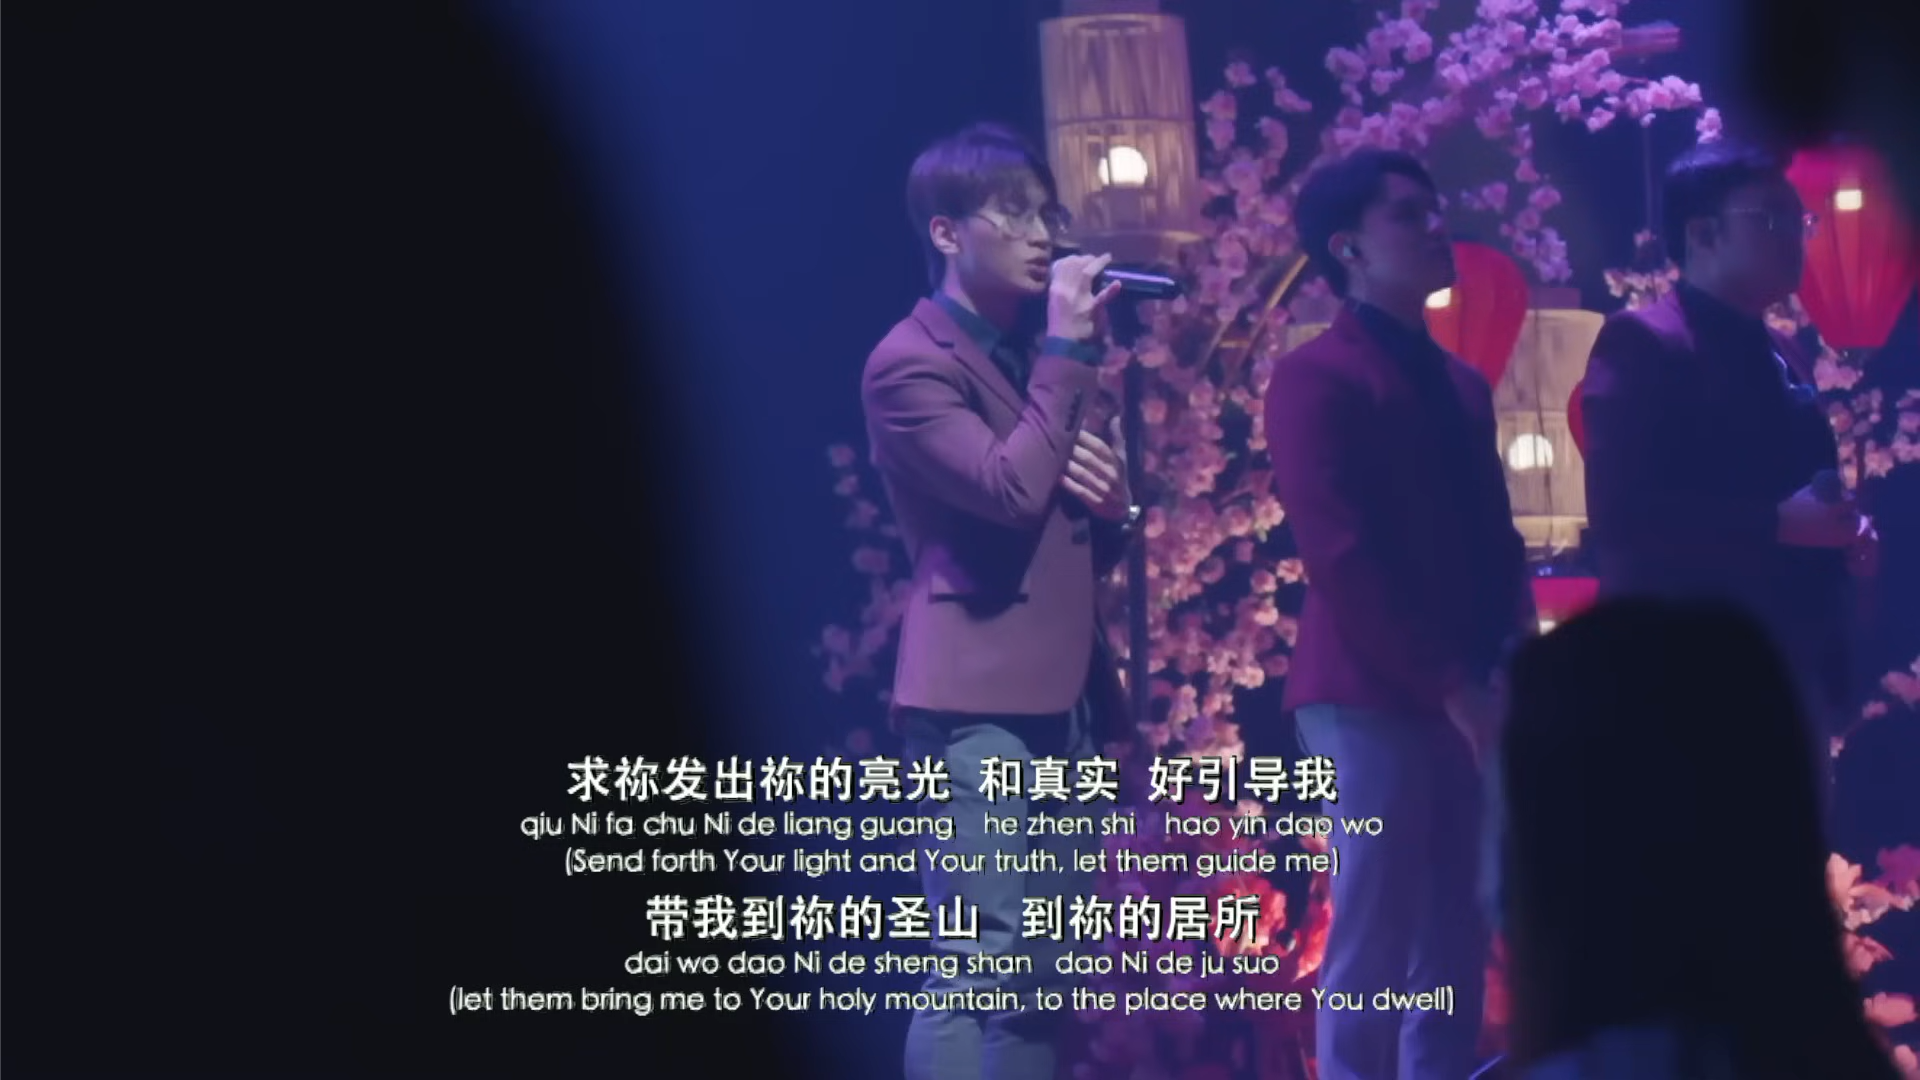 求祢发出祢的亮光 和真实 好引导我
qiu Ni fa chu Ni de liang guang he zhen shi hao yin dao wo
(Send forth Your light and Your truth, let them guide me)
带我到祢的圣山 到祢的居所
dai wo dao Ni de sheng shan dao Ni de ju suo
(let them bring me to Your holy mountain, to the place where You dwell)